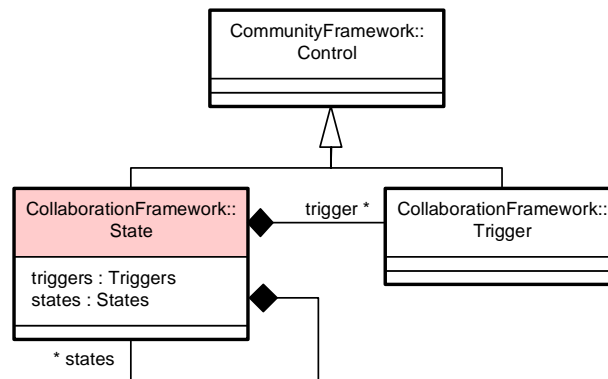 CommunityFramework::
Control
CollaborationFramework::
State
trigger *
CollaborationFramework::
Trigger
triggers : Triggers
states : States
* states